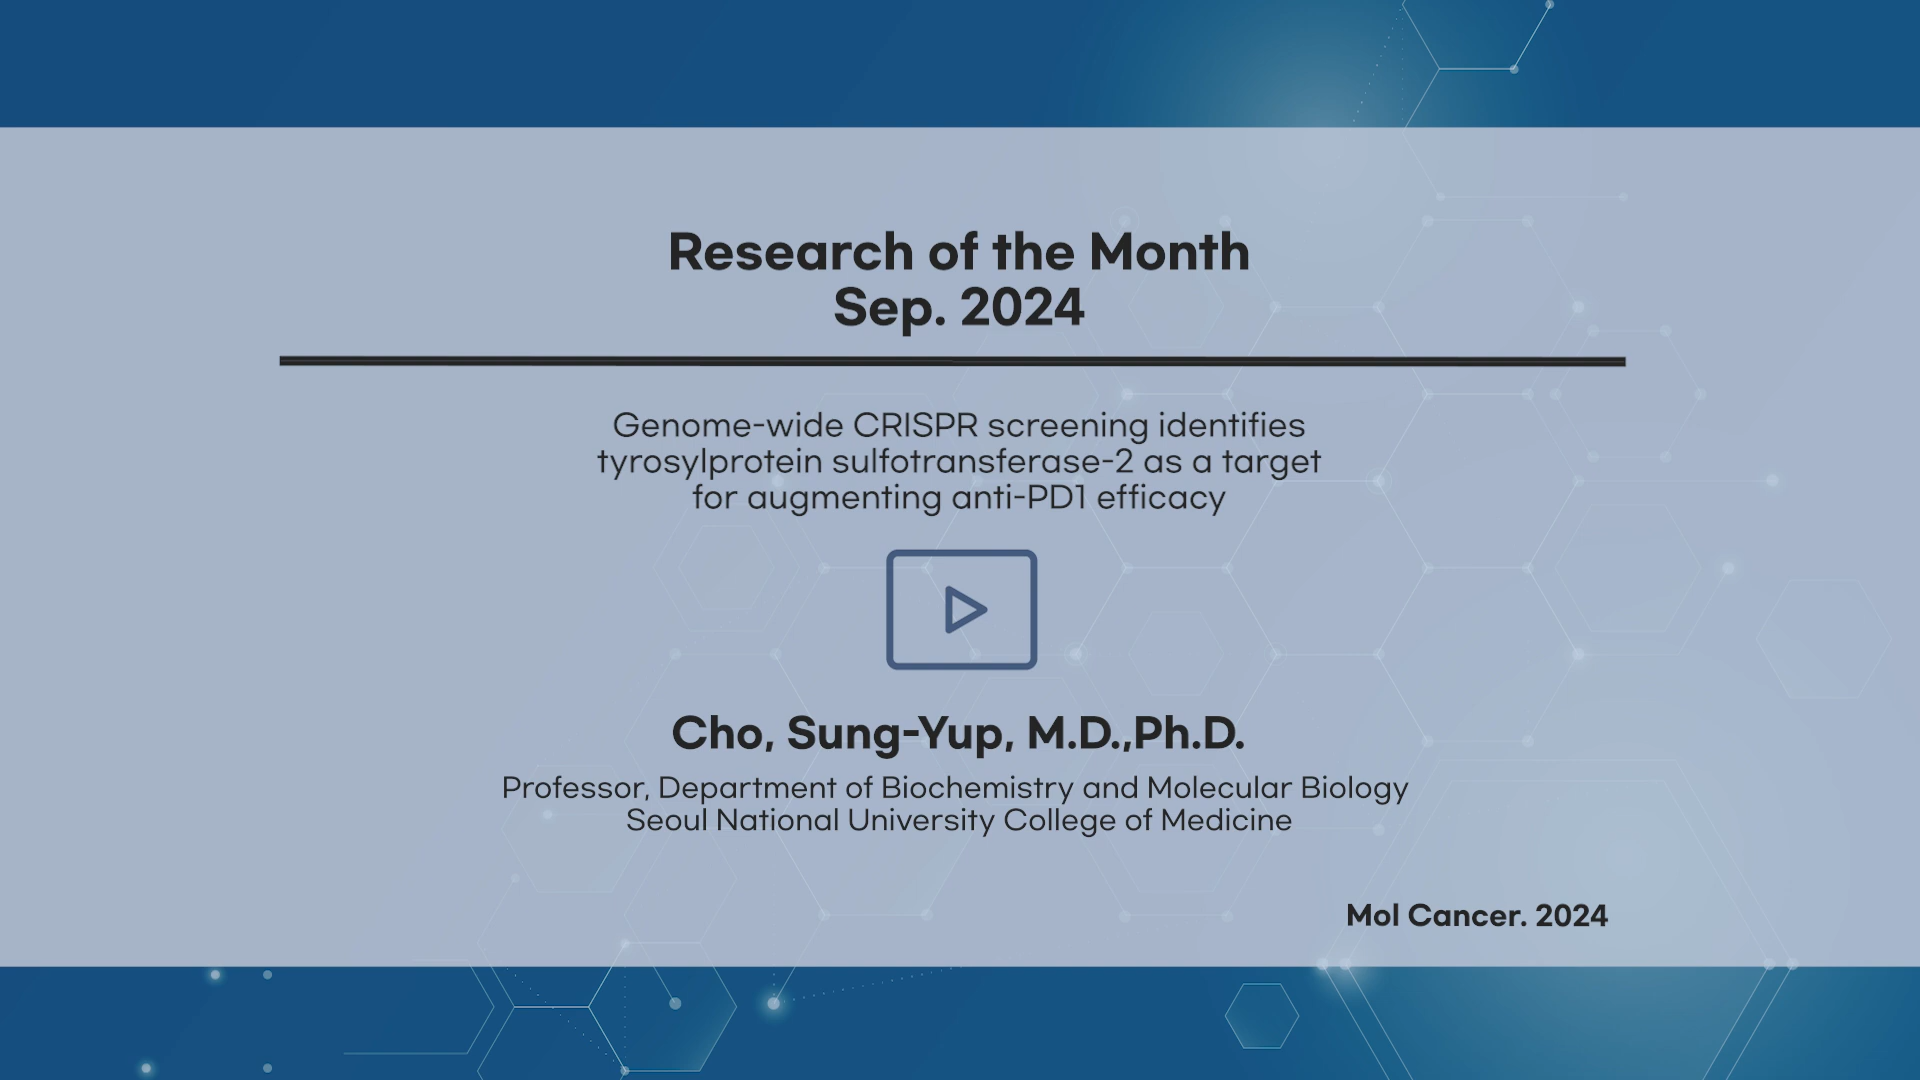 Research of the Month
Sep. 2024
Genome-wide CRISPR screening identifies
tyrosylprotein sulfotransferase-2 as a target
for augmenting anti-PD1 efficacy
Cho, Sung-Yup, M.D.,Ph.D.
Professor, Department of Biochemistry and Molecular Biology
Seoul National University College of Medicine
Mol Cancer. 2024